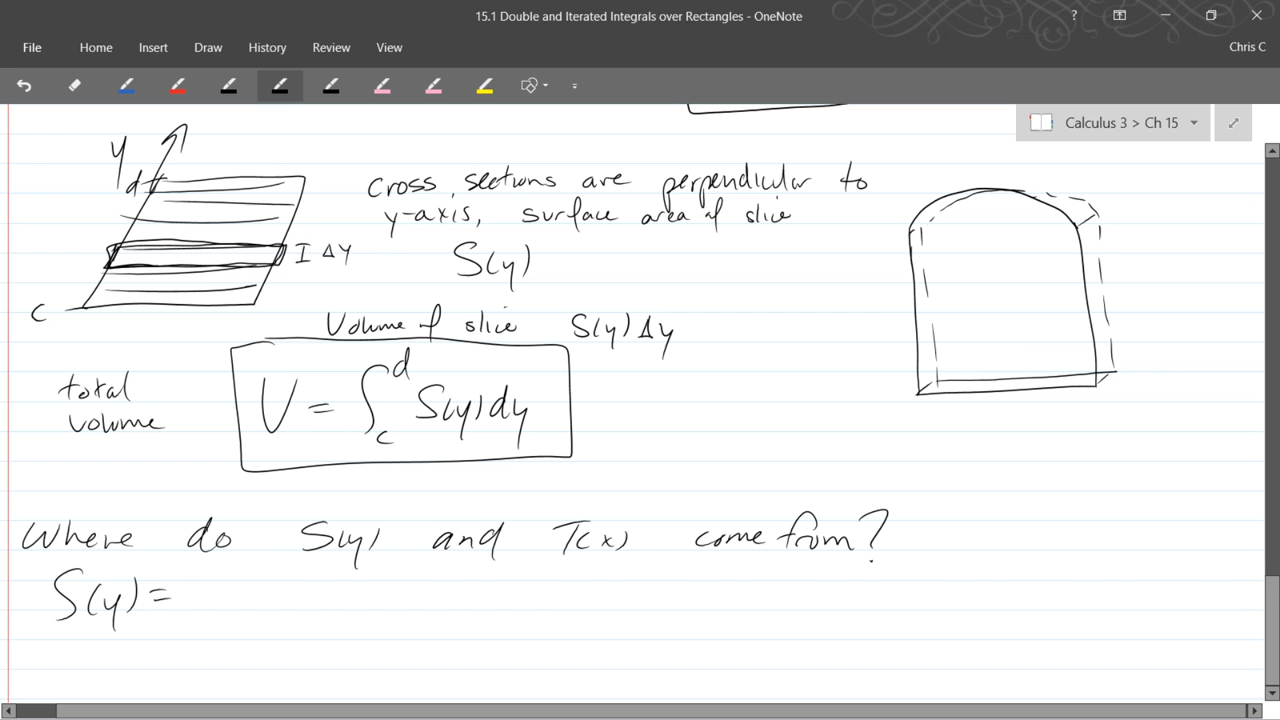 15.1 Double and Iterated Integrals over Rectangles - OneNote
?
File Home Insert Draw History Review View
Chris C
Calculus 3 > Ch 15
y
d
cross sections are perpendicular to
y-axis, surface area of slice
I Δy
S(y)
c
Volume of slice S(y) Δy
total
volume
V = ∫_c^d S(y) dy
Where do S(y) and T(x) come from?
S(y) =